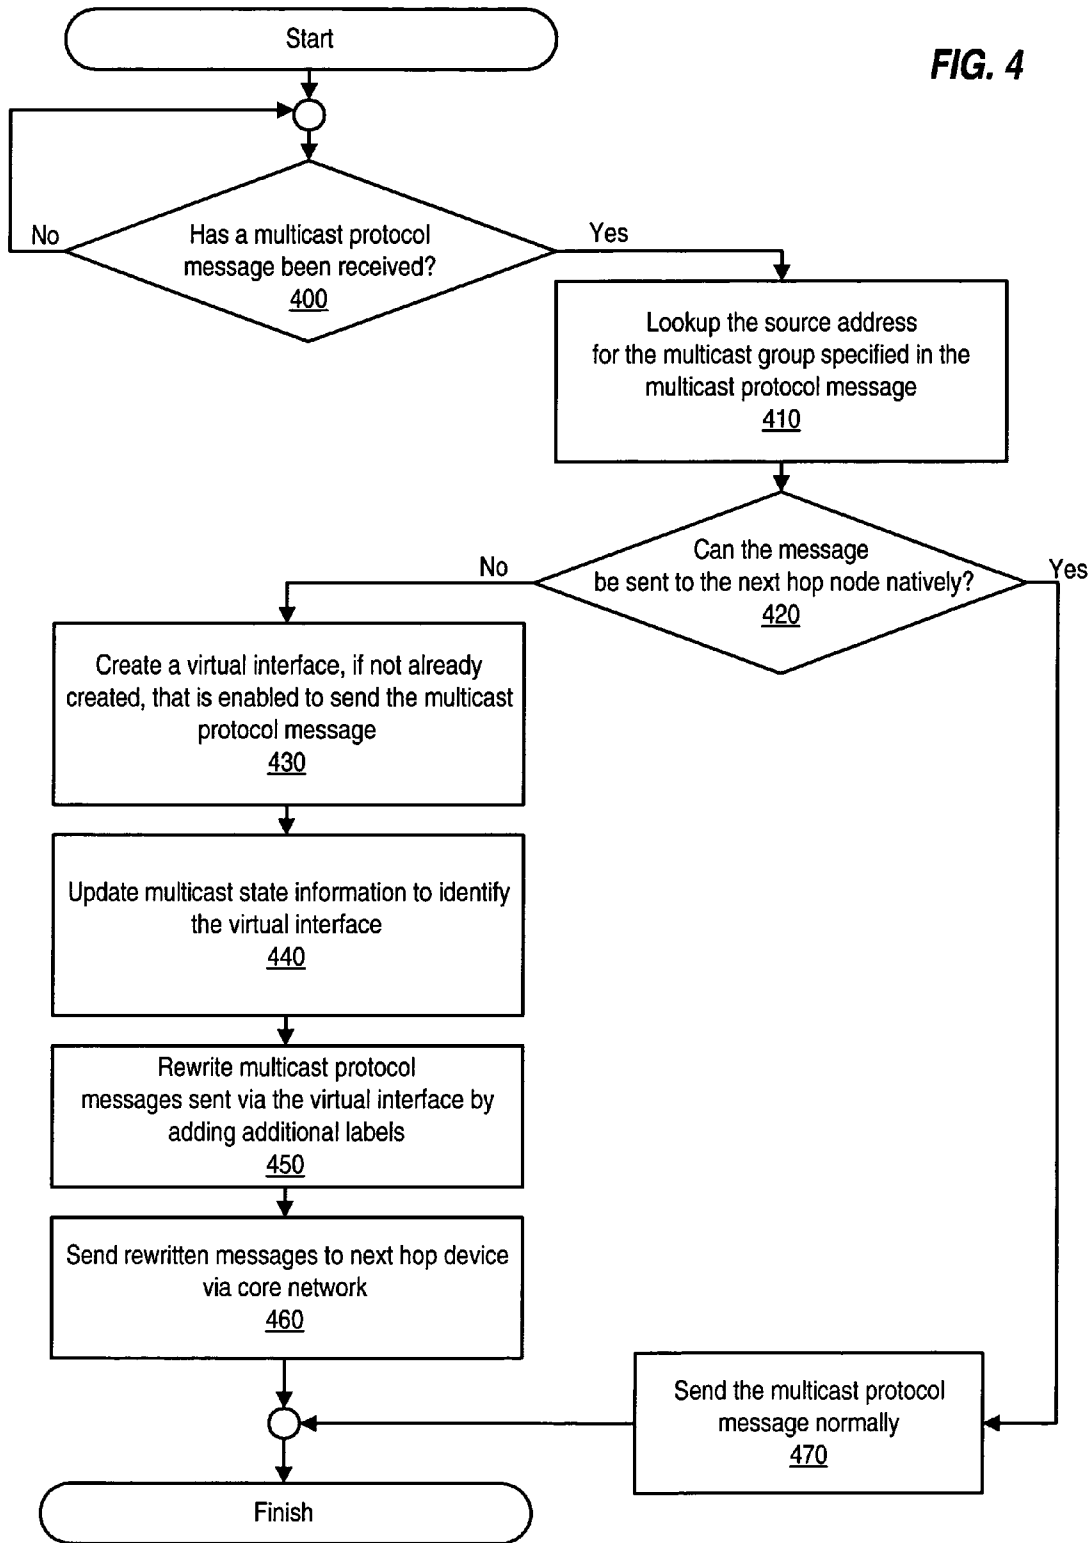 Start
FIG. 4
No
Has a multicast protocol
message been received?
400
Yes
Lookup the source address
for the multicast group specified in the
multicast protocol message
410
No
Can the message
be sent to the next hop node natively?
420
Yes
Create a virtual interface, if not already
created, that is enabled to send the multicast
protocol message
430
Update multicast state information to identify
the virtual interface
440
Rewrite multicast protocol
messages sent via the virtual interface by
adding additional labels
450
Send rewritten messages to next hop device
via core network
460
Send the multicast protocol
message normally
470
Finish